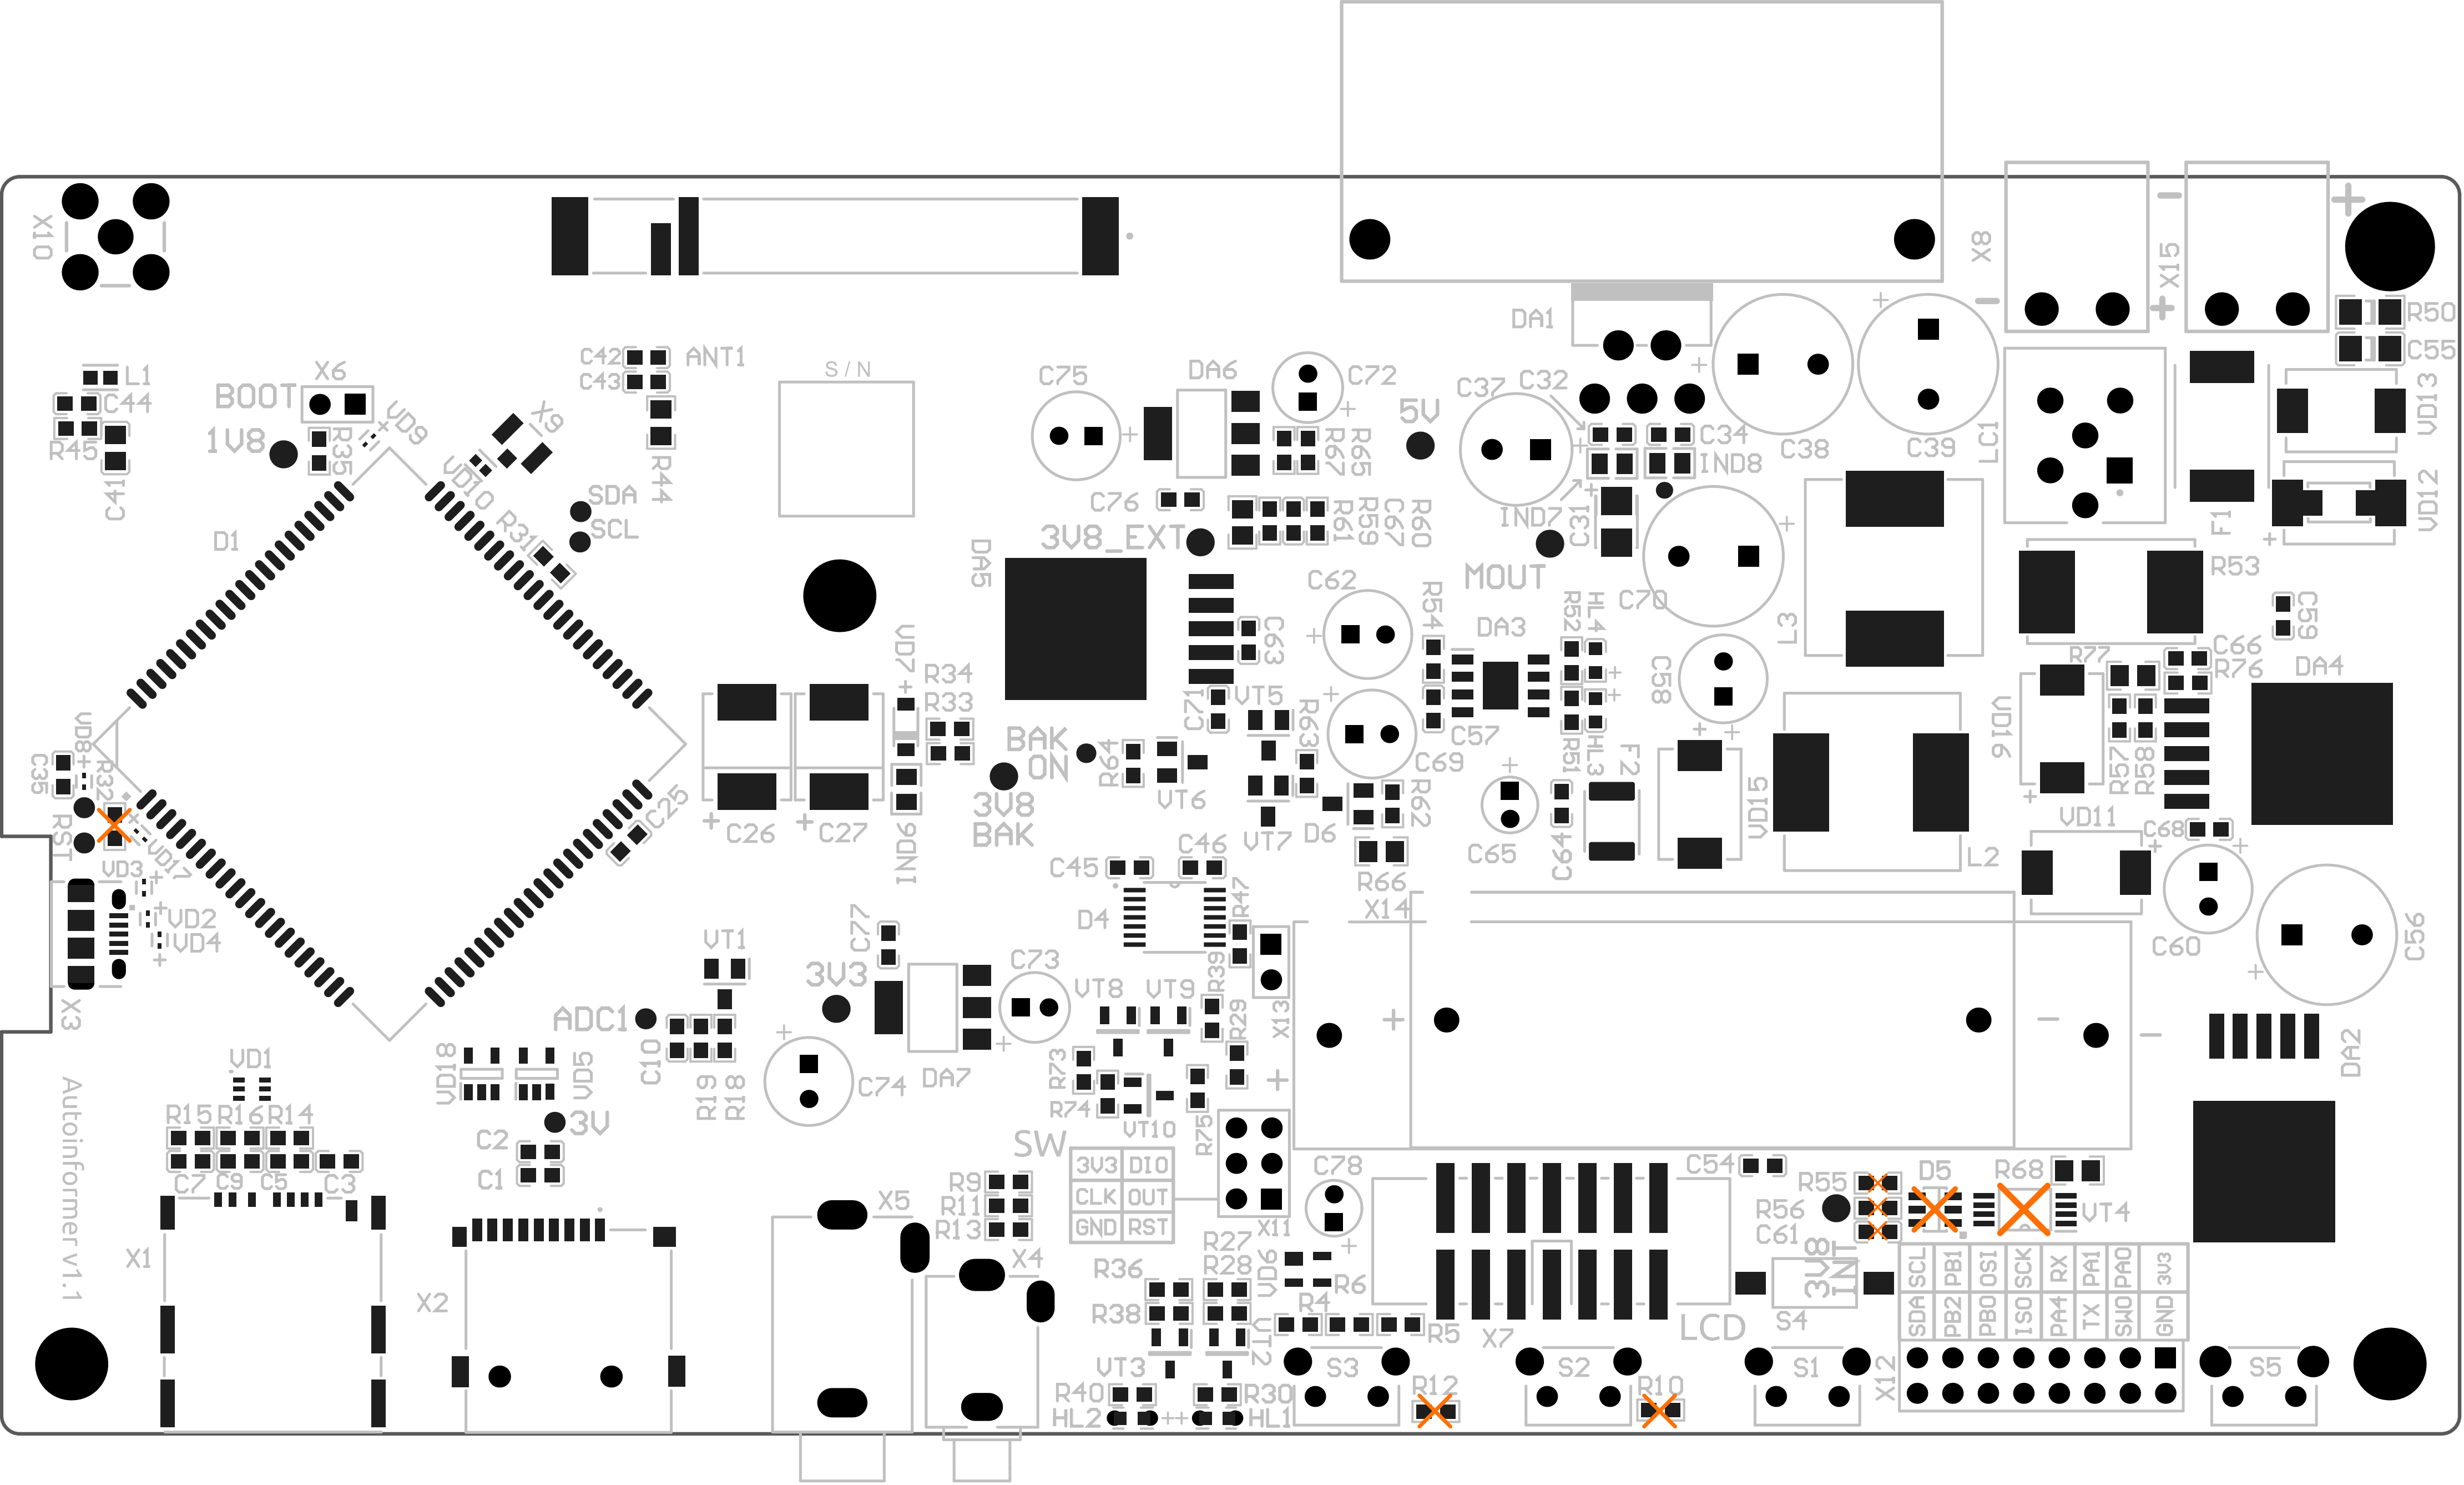 X10
L1
C44
R45
C41
X6
BOOT
1V8
R35
VD9
VD10
X9
R31
SDA
SCL
D1
C42
C43
ANT1
R44
S/N
C75
DA6
C72
C76
R67
R65
3V8_EXT
R61
R59
C67
R60
DA5
5V
C37
C32
DA1
C34
IND8
IND7
C31
MOUT
C38
C39
X8
X15
-
+
-
+
R50
C55
LC1
F1
VD13
VD12
+
R53
C59
C70
L3
C62
R54
DA3
R52
HL4
C63
C71
VT5
R63
C69
C57
R51
HL3
F2
C58
VD15
L2
VD16
R77
C66
R76
DA4
R57
R58
VD11
C68
C60
C56
DA2
VD7
+
R34
R33
BAK
ON
3V8
BAK
R64
VT6
VT7
D6
R62
R66
C65
C64
VD8
+
C35
R32
RST
VD17
VD3
VD2
VD4
X3
C25
C26
C27
IND6
C45
C46
D4
R47
R39
X14
X13
+
-
+
-
C77
3V3
C73
DA7
C74
VT1
ADC1
C10
R19
R18
VT8
VT9
R29
R73
R74
VT10
R75
Autoinformer v1.1
VD1
R15
R16
R14
C7
C9
C5
C3
VD18
VD5
3V
C2
C1
X1
X2
X5
X4
SW
3V3
DIO
CLK
OUT
GND
RST
R9
R11
R13
X11
C78
R27
R28
R36
R38
VD6
R6
R4
R5
VT2
VT3
R40
R30
HL2
HL1
++
S3
R12
X7
LCD
S2
R10
C54
R55
R56
C61
D5
R68
VT4
3V8
INT
S4
SCL
PB1
OSI
SCK
RX
PA1
PA0
3V3
SDA
PB2
PB0
ISO
PA4
TX
SWO
GND
X12
S1
S5